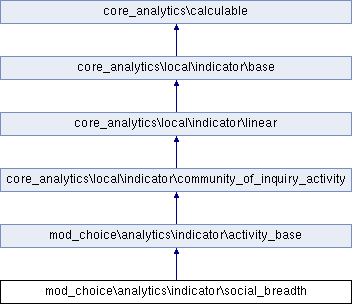 core_analytics\calculable
core_analytics\local\indicator\base
core_analytics\local\indicator\linear
core_analytics\local\indicator\community_of_inquiry_activity
mod_choice\analytics\indicator\activity_base
mod_choice\analytics\indicator\social_breadth